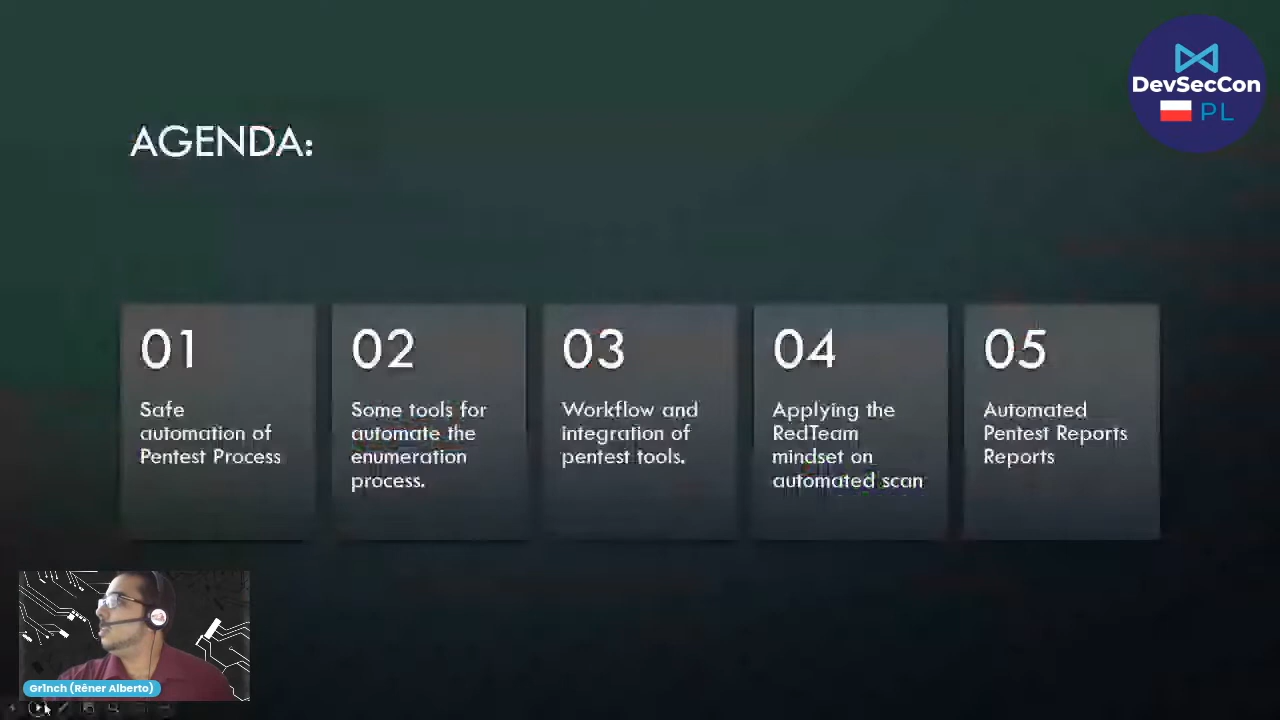 DevSecCon
PL
AGENDA:
01
Safe
automation of
Pentest Process
02
Some tools for
automate the
enumeration
process.
03
Workflow and
integration of
pentest tools.
04
Applying the
RedTeam
mindset on
automated scan
05
Automated
Pentest Reports
Reports
Gr1nch (Rêner Alberto)